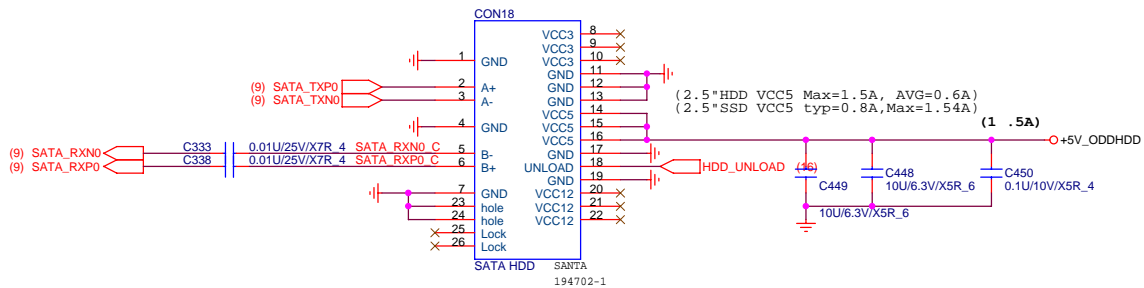 CON18
1 GND
(9) SATA_TXP0 2 A+
(9) SATA_TXN0 3 A-
4 GND
(9) SATA_RXN0 C333 0.01U/25V/X7R_4 SATA_RXN0_C 5 B-
(9) SATA_RXP0 C338 0.01U/25V/X7R_4 SATA_RXP0_C 6 B+
7 GND
23 hole
24 hole
25 Lock
26 Lock
VCC3 8
VCC3 9
VCC3 10
GND 11
GND 12
GND 13
VCC5 14
VCC5 15
VCC5 16
GND 17
UNLOAD 18 HDD_UNLOAD (16)
GND 19
VCC12 20
VCC12 21
VCC12 22
SATA HDD SANTA
194702-1
(2.5"HDD VCC5 Max=1.5A, AVG=0.6A)
(2.5"SSD VCC5 typ=0.8A,Max=1.54A)
(1 .5A)
+5V_ODDHDD
C449
10U/6.3V/X5R_6
C448
10U/6.3V/X5R_6
C450
0.1U/10V/X5R_4